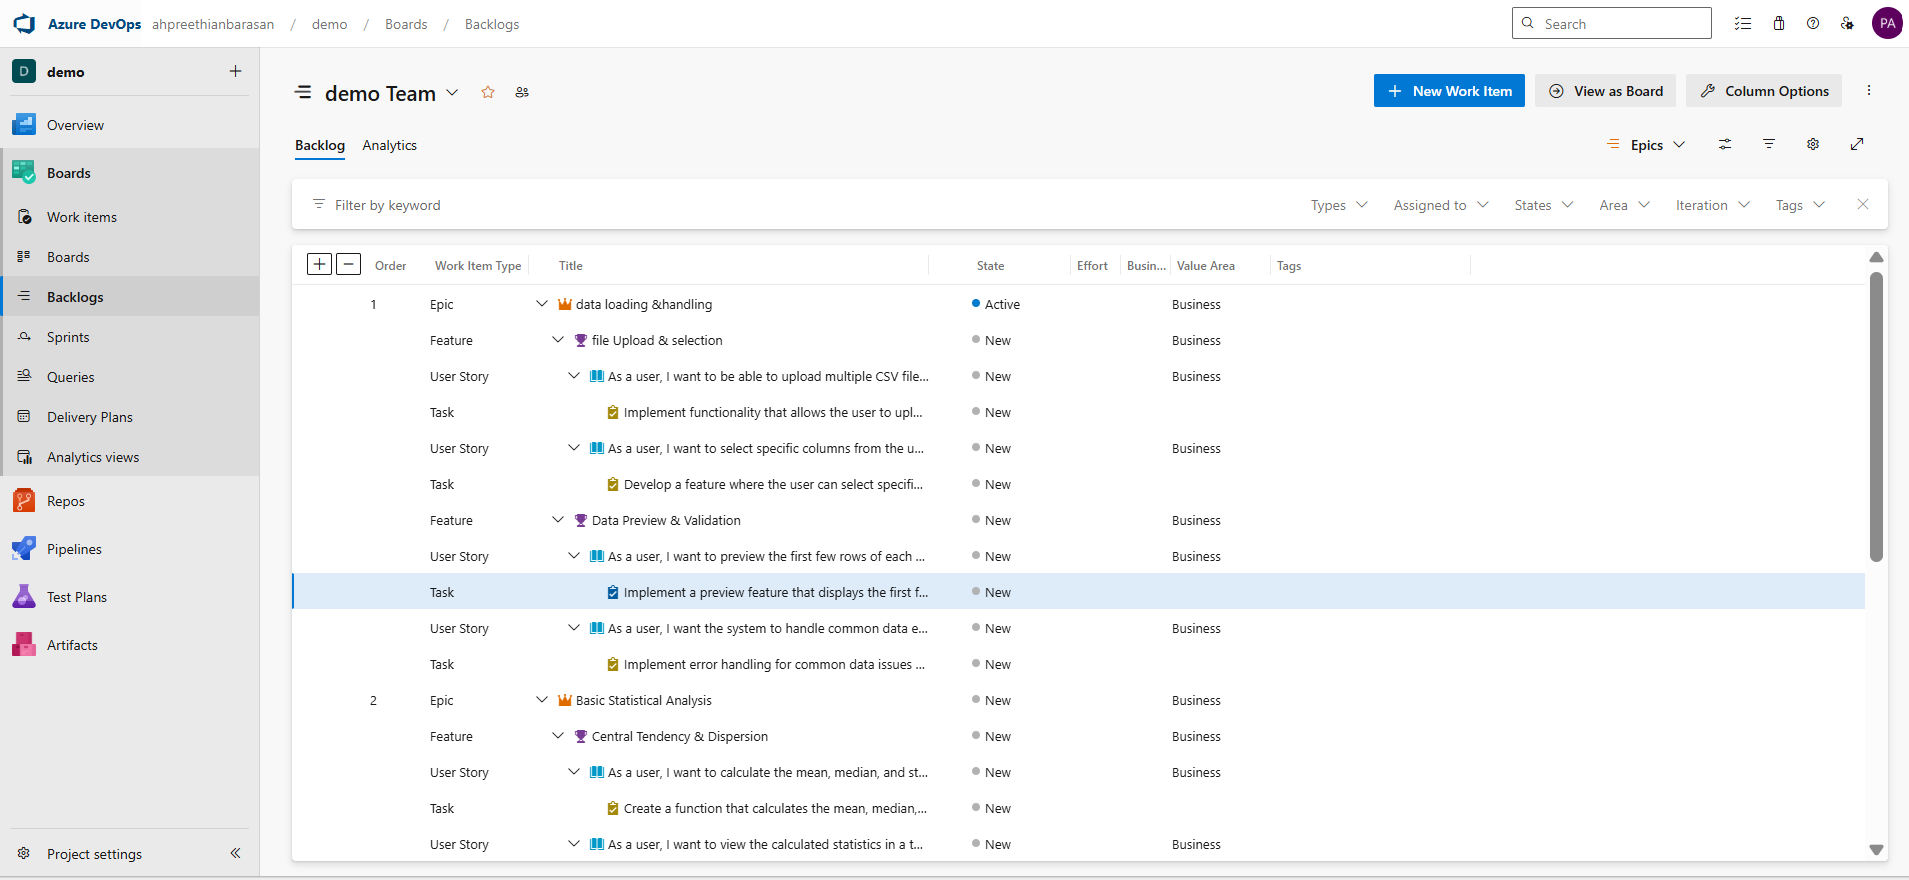 Azure DevOps ahpreethianbarasan / demo / Boards / Backlogs Search PA
D demo
demo Team New Work Item View as Board Column Options
Overview
Backlog Analytics Epics
Boards
Work items
Boards
Backlogs
Sprints
Queries
Delivery Plans
Analytics views
Repos
Pipelines
Test Plans
Artifacts
Project settings
Filter by keyword Types Assigned to States Area Iteration Tags
Order Work Item Type Title State Effort Busin... Value Area Tags
1 Epic data loading &handling Active Business
Feature file Upload & selection New Business
User Story As a user, I want to be able to upload multiple CSV file... New Business
Task Implement functionality that allows the user to upl... New
User Story As a user, I want to select specific columns from the u... New Business
Task Develop a feature where the user can select specifi... New
Feature Data Preview & Validation New Business
User Story As a user, I want to preview the first few rows of each ... New Business
Task Implement a preview feature that displays the first f... New
User Story As a user, I want the system to handle common data e... New Business
Task Implement error handling for common data issues ... New
2 Epic Basic Statistical Analysis New Business
Feature Central Tendency & Dispersion New Business
User Story As a user, I want to calculate the mean, median, and st... New Business
Task Create a function that calculates the mean, median,... New
User Story As a user, I want to view the calculated statistics in a t... New Business